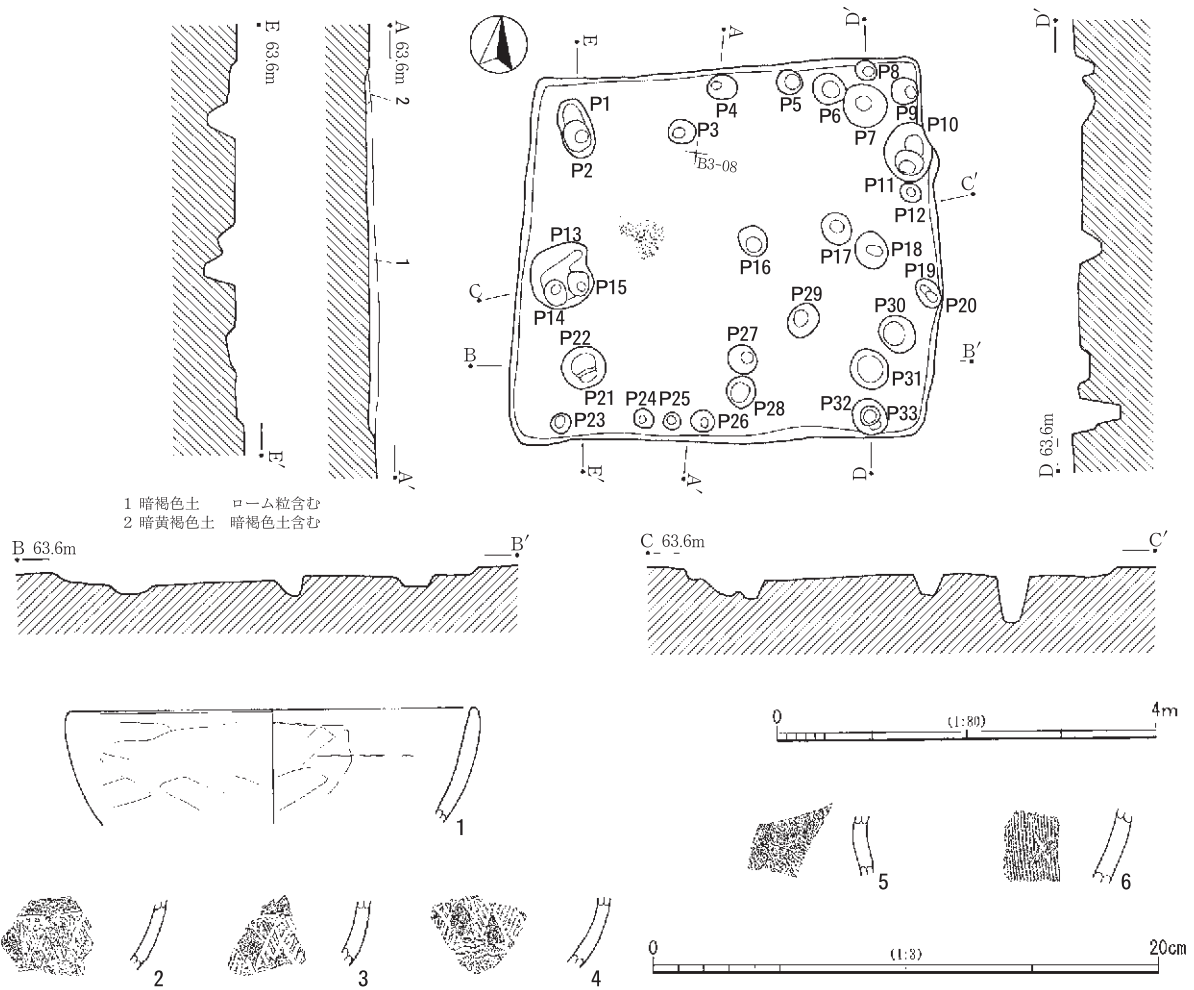 E 63.6m
E′
A 63.6m
2
1
A′
E
A
D′
P1
P2
P3
P4
P5
P6
P7
P8
P9
P10
P11
P12
B3-08
C′
P13
P14
P15
P16
P17
P18
P19
P20
C
P29
P30
B
P22
P21
P27
P28
P31
B′
P23
P24
P25
P26
P32
P33
E′
A′
D
D′
D 63.6m
1 暗褐色土 ローム粒含む
2 暗黄褐色土 暗褐色土含む
B 63.6m
B′
C 63.6m
C′
1
0 (1:80) 4m
5
6
2
3
4
0 (1:3) 20cm